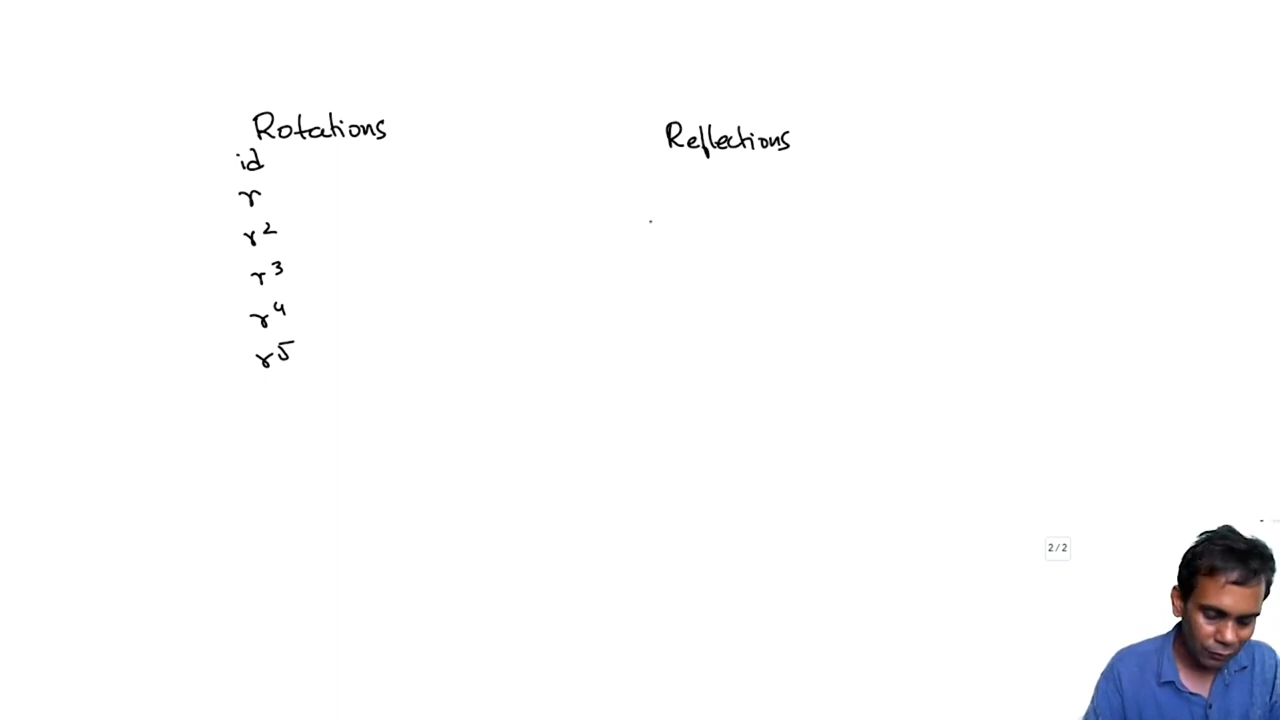 Rotations
Reflections
id
r
r²
r³
r⁴
r⁵
2/2